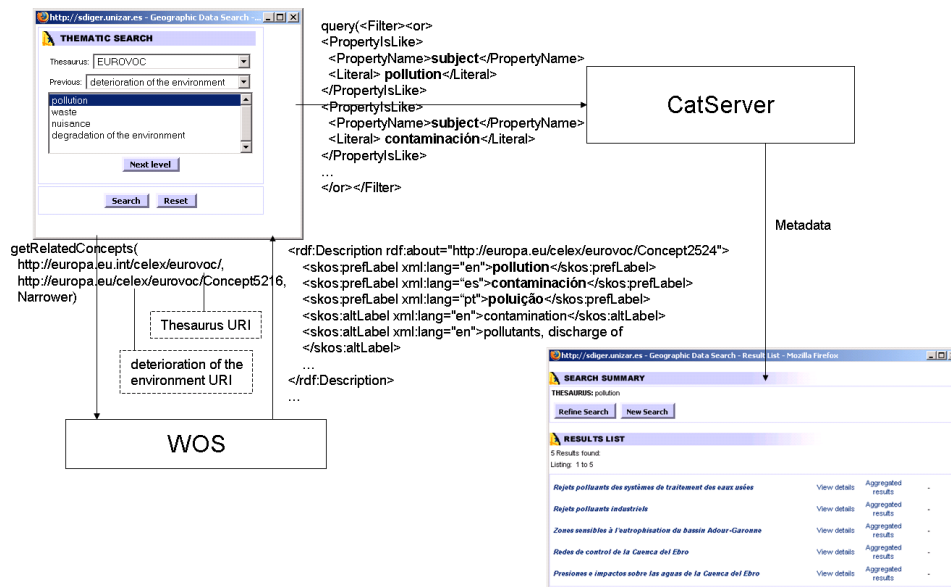 http://sdiger.unizar.es - Geographic Data Search -...
THEMATIC SEARCH
Thesaurus: EUROVOC
Previous: deterioration of the environment
pollution
waste
nuisance
degradation of the environment
Next level
Search Reset
query(<Filter><or>
<PropertyIsLike>
<PropertyName>subject</PropertyName>
<Literal> pollution</Literal>
</PropertyIsLike>
<PropertyIsLike>
<PropertyName>subject</PropertyName>
<Literal> contaminación</Literal>
</PropertyIsLike>
...
</or></Filter>
CatServer
Metadata
getRelatedConcepts(
http://europa.eu.int/celex/eurovoc/,
http://europa.eu/celex/eurovoc/Concept5216,
Narrower)
Thesaurus URI
deterioration of the
environment URI
WOS
<rdf:Description rdf:about="http://europa.eu/celex/eurovoc/Concept2524">
<skos:prefLabel xml:lang="en">pollution</skos:prefLabel>
<skos:prefLabel xml:lang="es">contaminación</skos:prefLabel>
<skos:prefLabel xml:lang="pt">poluição</skos:prefLabel>
<skos:altLabel xml:lang="en">contamination</skos:altLabel>
<skos:altLabel xml:lang="en">pollutants, discharge of
</skos:altLabel>
...
</rdf:Description>
...
http://sdiger.unizar.es - Geographic Data Search - Result List - Mozilla Firefox
SEARCH SUMMARY
THESAURUS: pollution
Refine Search New Search
RESULTS LIST
5 Results found:
Listing: 1 to 5
Rejets polluants des systèmes de traitement des eaux usées View details Aggregated results -
Rejets polluants industriels View details Aggregated results -
Zones sensibles à l'eutrophisation du bassin Adour-Garonne View details Aggregated results -
Redes de control de la Cuenca del Ebro View details Aggregated results -
Presiones e impactos sobre las aguas de la Cuenca del Ebro View details Aggregated results -